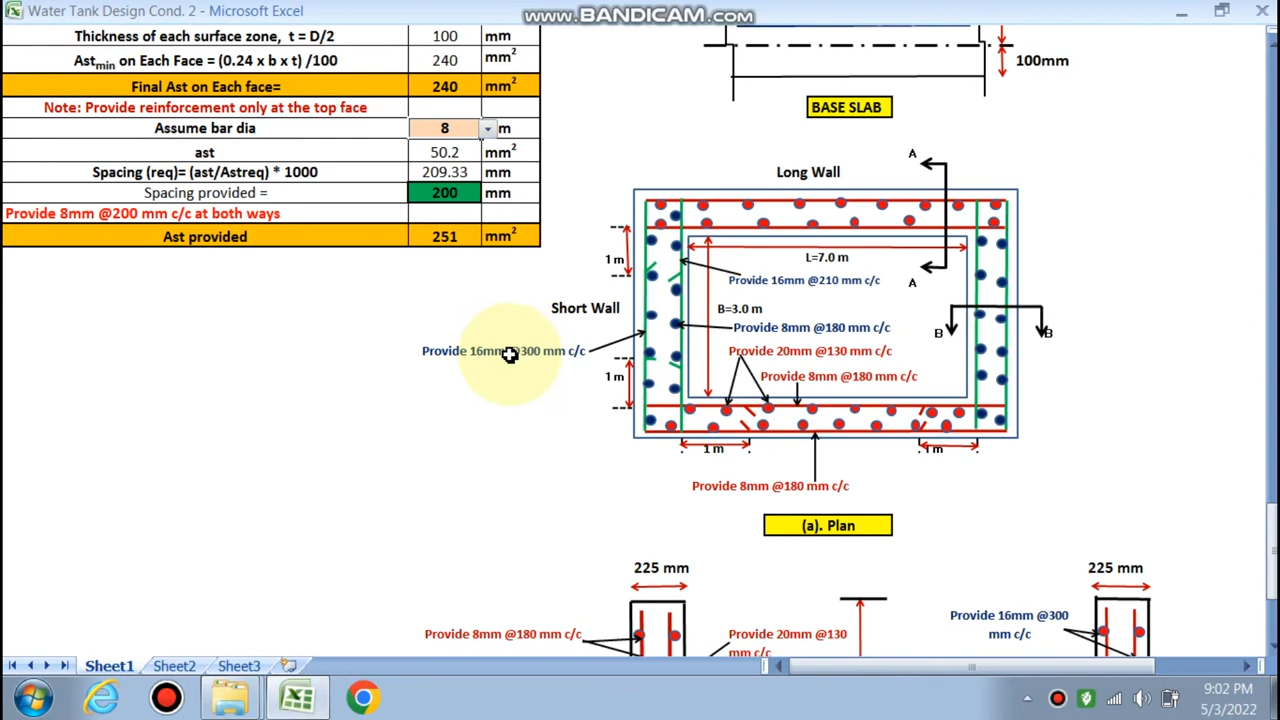 Water Tank Design Cond. 2 - Microsoft Excel
www.BANDICAM.com
Thickness of each surface zone, t = D/2 100 mm
Astmin on Each Face = (0.24 x b x t) /100 240 mm2
Final Ast on Each face= 240 mm2
Note: Provide reinforcement only at the top face
Assume bar dia 8 m
ast 50.2 mm2
Spacing (req)= (ast/Astreq) * 1000 209.33 mm
Spacing provided = 200 mm
Provide 8mm @200 mm c/c at both ways
Ast provided 251 mm2
100mm
BASE SLAB
A
Long Wall
1 m
L=7.0 m
Provide 16mm @210 mm c/c
A
Short Wall
B=3.0 m
Provide 8mm @180 mm c/c
B
B
Provide 16mm @300 mm c/c
Provide 20mm @130 mm c/c
1 m
Provide 8mm @180 mm c/c
1 m
1 m
Provide 8mm @180 mm c/c
(a). Plan
225 mm
225 mm
Provide 8mm @180 mm c/c
Provide 20mm @130
mm c/c
Provide 16mm @300
mm c/c
Sheet1
Sheet2
Sheet3
9:02 PM
5/3/2022